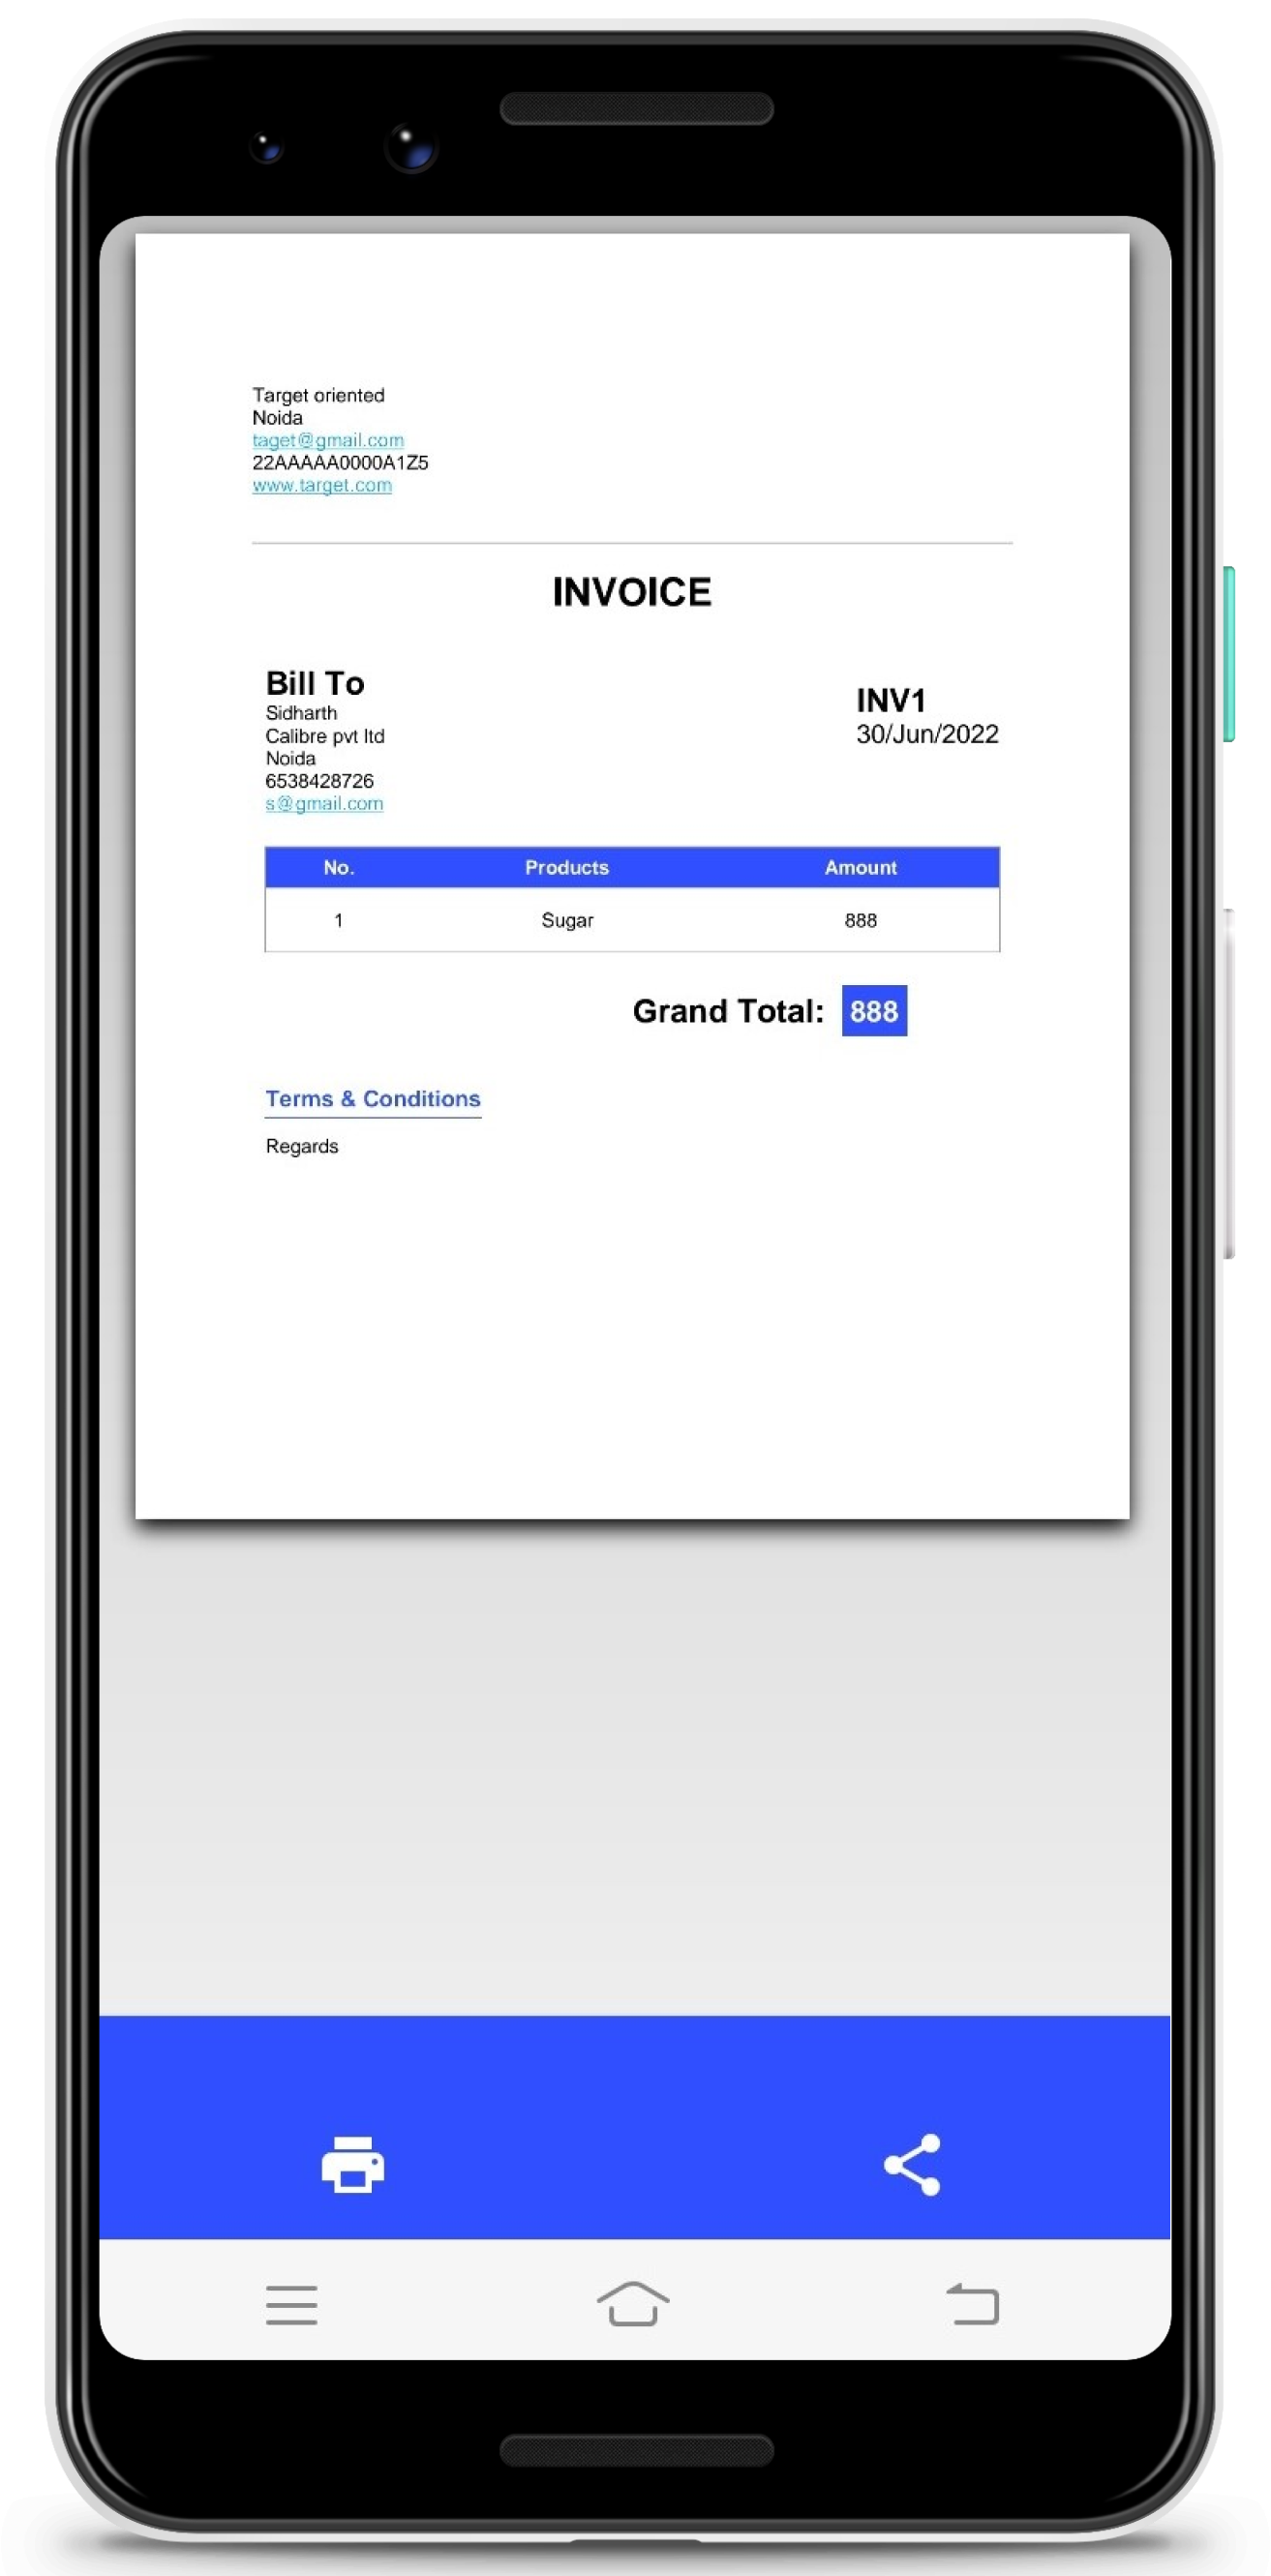 Target oriented
Noida
taget@gmail.com
22AAAAA0000A1Z5
www.target.com
INVOICE
Bill To
Sidharth
Calibre pvt ltd
Noida
6538428726
s@gmail.com
INV1
30/Jun/2022
No. Products Amount
1 Sugar 888
Grand Total: 888
Terms & Conditions
Regards